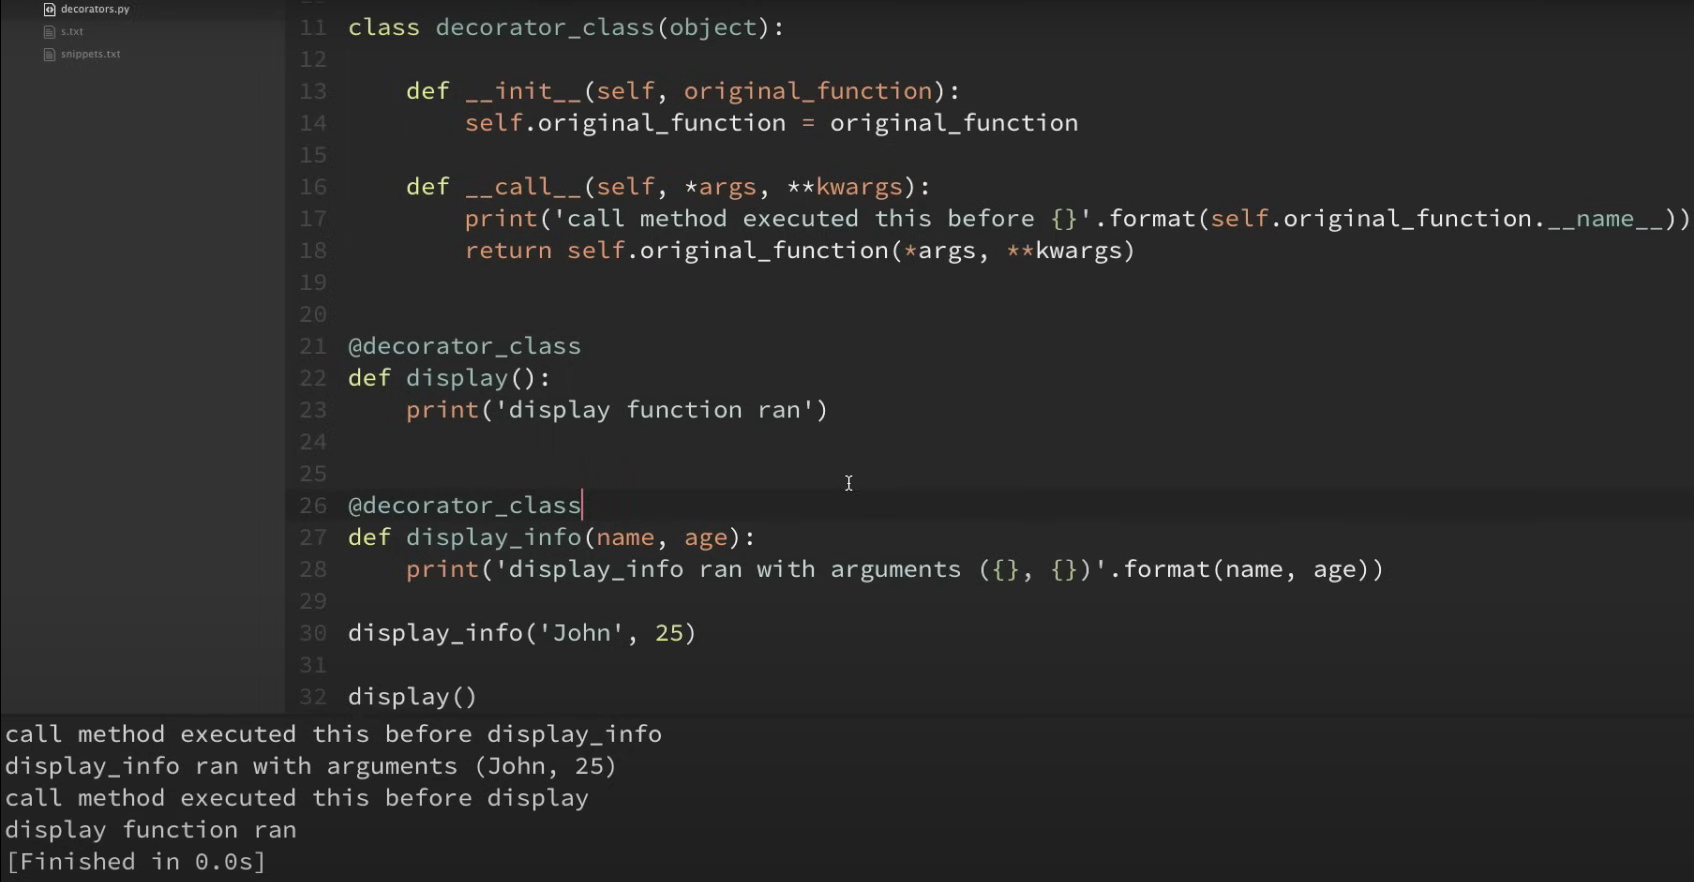 decorators.py
s.txt
snippets.txt
11 class decorator_class(object):
12
13     def __init__(self, original_function):
14         self.original_function = original_function
15
16     def __call__(self, *args, **kwargs):
17         print('call method executed this before {}'.format(self.original_function.__name__))
18         return self.original_function(*args, **kwargs)
19
20
21 @decorator_class
22 def display():
23     print('display function ran')
24
25
26 @decorator_class
27 def display_info(name, age):
28     print('display_info ran with arguments ({}, {})'.format(name, age))
29
30 display_info('John', 25)
31
32 display()
call method executed this before display_info
display_info ran with arguments (John, 25)
call method executed this before display
display function ran
[Finished in 0.0s]